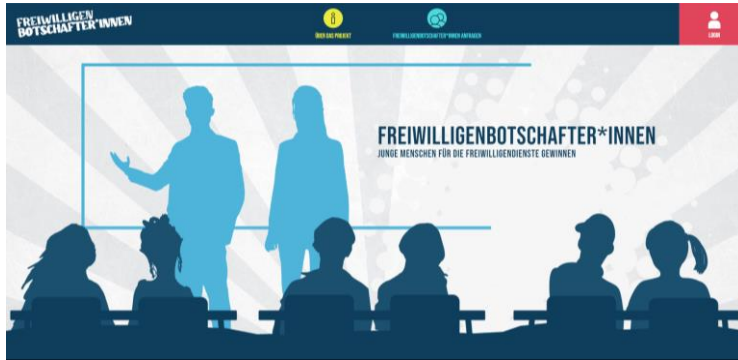 FREIWILLIGEN
BOTSCHAFTER*INNEN
ÜBER DAS PROJEKT
FREIWILLIGENBOTSCHAFTER*INNEN ANFRAGEN
LOGIN
FREIWILLIGENBOTSCHAFTER*INNEN
JUNGE MENSCHEN FÜR DIE FREIWILLIGENDIENSTE GEWINNEN